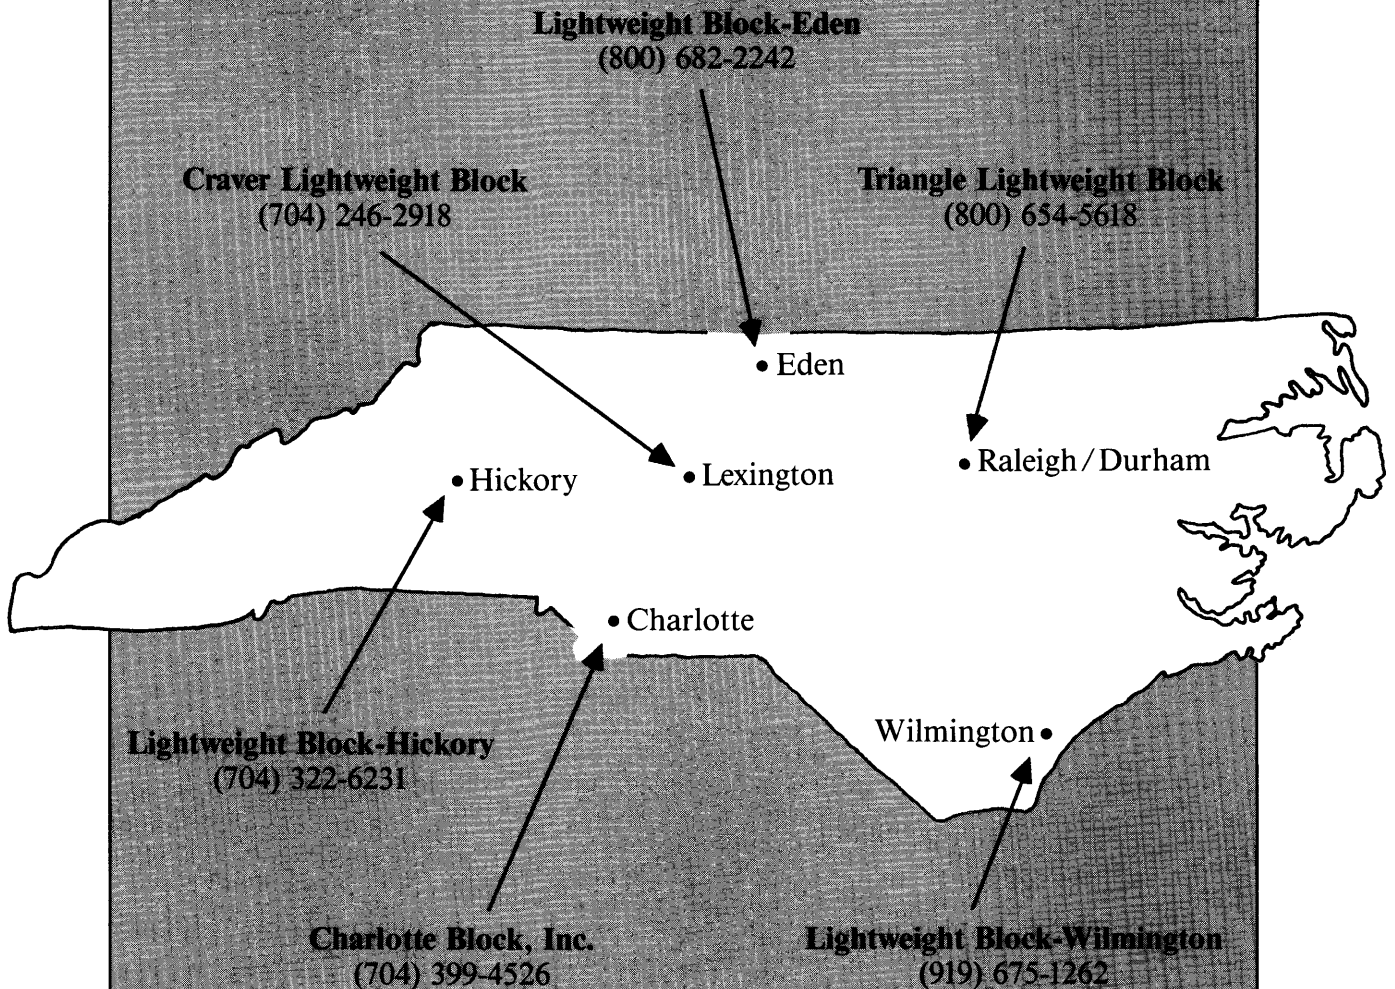 Lightweight Block-Eden
(800) 682-2242
Craver Lightweight Block
(704) 246-2918
Triangle Lightweight Block
(800) 654-5618
Eden
Hickory
Lexington
Raleigh/Durham
Charlotte
Wilmington
Lightweight Block-Hickory
(704) 322-6231
Charlotte Block, Inc.
(704) 399-4526
Lightweight Block-Wilmington
(919) 675-1262